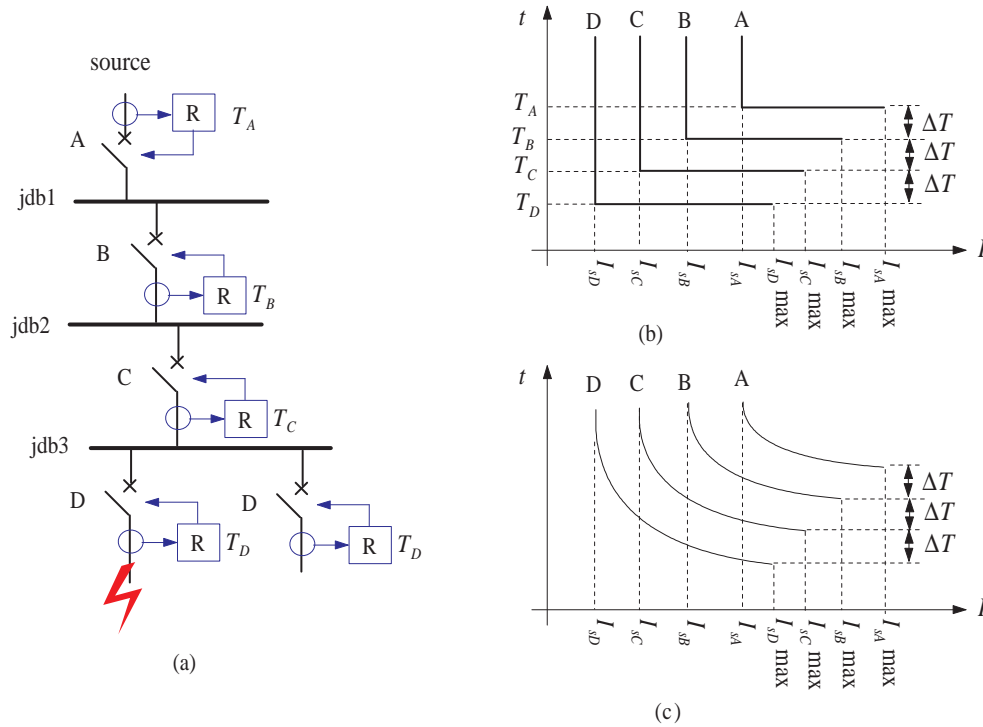 source
R
T_A
A
jdb1
B
R
T_B
jdb2
C
R
T_C
jdb3
D
R
T_D
D
R
T_D
(a)
t
D C B A
T_A
T_B
T_C
T_D
ΔT
ΔT
ΔT
I
I_sD
I_sC
I_sB
I_sA
I_sD max
I_sC max
I_sB max
I_sA max
(b)
t
D C B A
ΔT
ΔT
ΔT
I
I_sD
I_sC
I_sB
I_sA
I_sD max
I_sC max
I_sB max
I_sA max
(c)